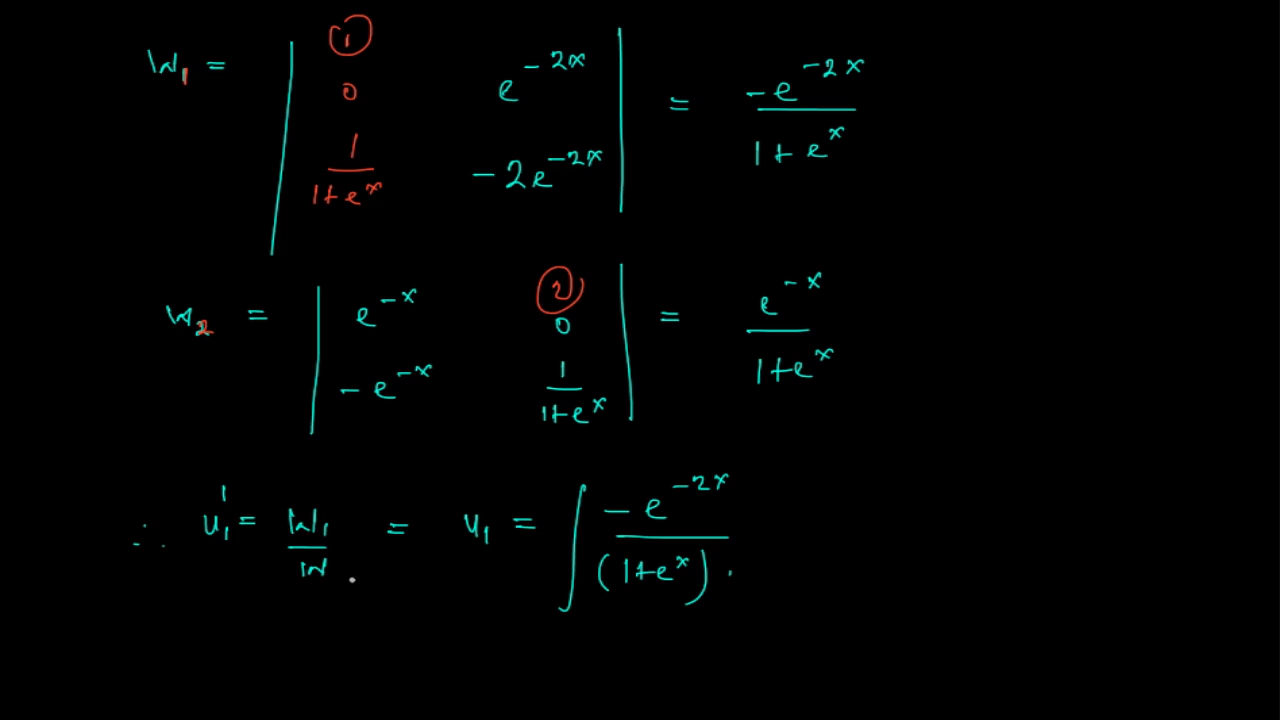 W₁ = | ① |
| 0 e^{-2x} | = -e^{-2x} / (1 + e^x)
| 1/(1+e^x) -2e^{-2x} |
W₂ = | e^{-x} ② 0 | = e^{-x} / (1+e^x)
| -e^{-x} 1/(1+e^x) |
∴ u₁' = W₁/W = u₁ = ∫ -e^{-2x} / (1+e^x) .